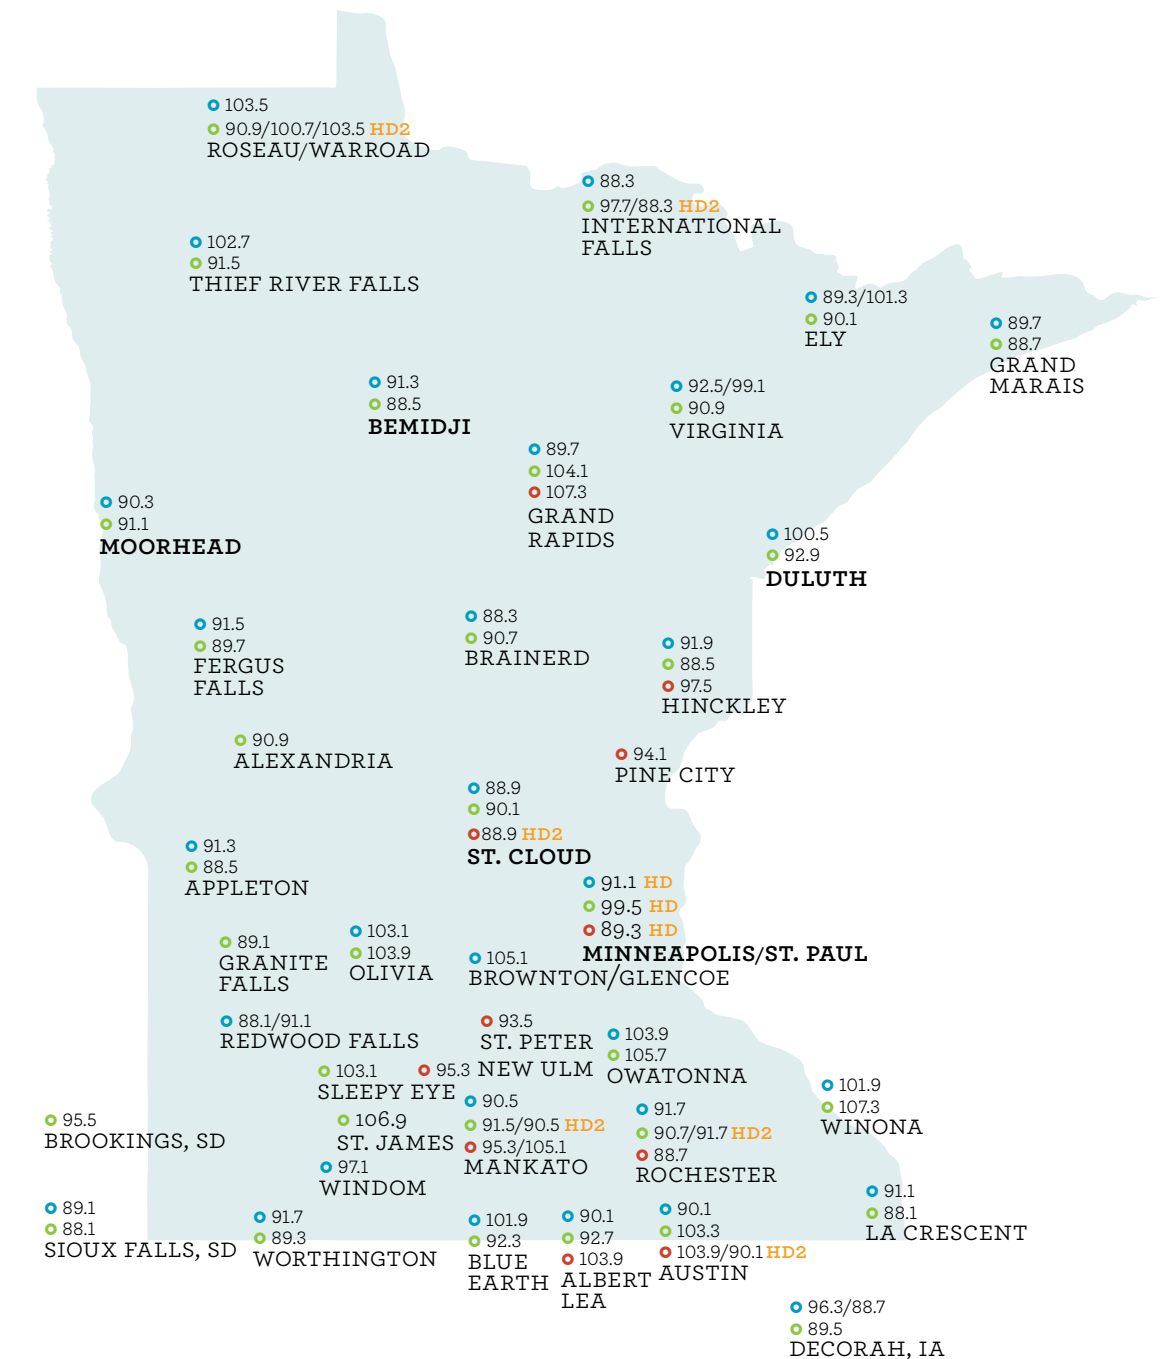 103.5
90.9/100.7/103.5 HD2
ROSEAU/WARROAD
88.3
97.7/88.3 HD2
INTERNATIONAL
FALLS
102.7
91.5
THIEF RIVER FALLS
89.3/101.3
90.1
ELY
89.7
88.7
GRAND
MARAIS
91.3
88.5
BEMIDJI
92.5/99.1
90.9
VIRGINIA
89.7
104.1
107.3
GRAND
RAPIDS
90.3
91.1
MOORHEAD
100.5
92.9
DULUTH
91.5
89.7
FERGUS
FALLS
88.3
90.7
BRAINERD
91.9
88.5
97.5
HINCKLEY
90.9
ALEXANDRIA
94.1
PINE CITY
88.9
90.1
88.9 HD2
ST. CLOUD
91.3
88.5
APPLETON
91.1 HD
99.5 HD
89.3 HD
MINNEAPOLIS/ST. PAUL
89.1
GRANITE
FALLS
103.1
103.9
OLIVIA
105.1
BROWNTON/GLENCOE
88.1/91.1
REDWOOD FALLS
93.5
ST. PETER
103.9
105.7
OWATONNA
103.1
SLEEPY EYE
95.3 NEW ULM
101.9
107.3
WINONA
95.5
BROOKINGS, SD
106.9
ST. JAMES
90.5
91.5/90.5 HD2
95.3/105.1
MANKATO
91.7
90.7/91.7 HD2
88.7
ROCHESTER
97.1
WINDOM
91.1
88.1
LA CRESCENT
89.1
88.1
SIOUX FALLS, SD
91.7
89.3
WORTHINGTON
101.9
92.3
BLUE
EARTH
90.1
92.7
103.9
ALBERT
LEA
90.1
103.3
103.9/90.1 HD2
AUSTIN
96.3/88.7
89.5
DECORAH, IA